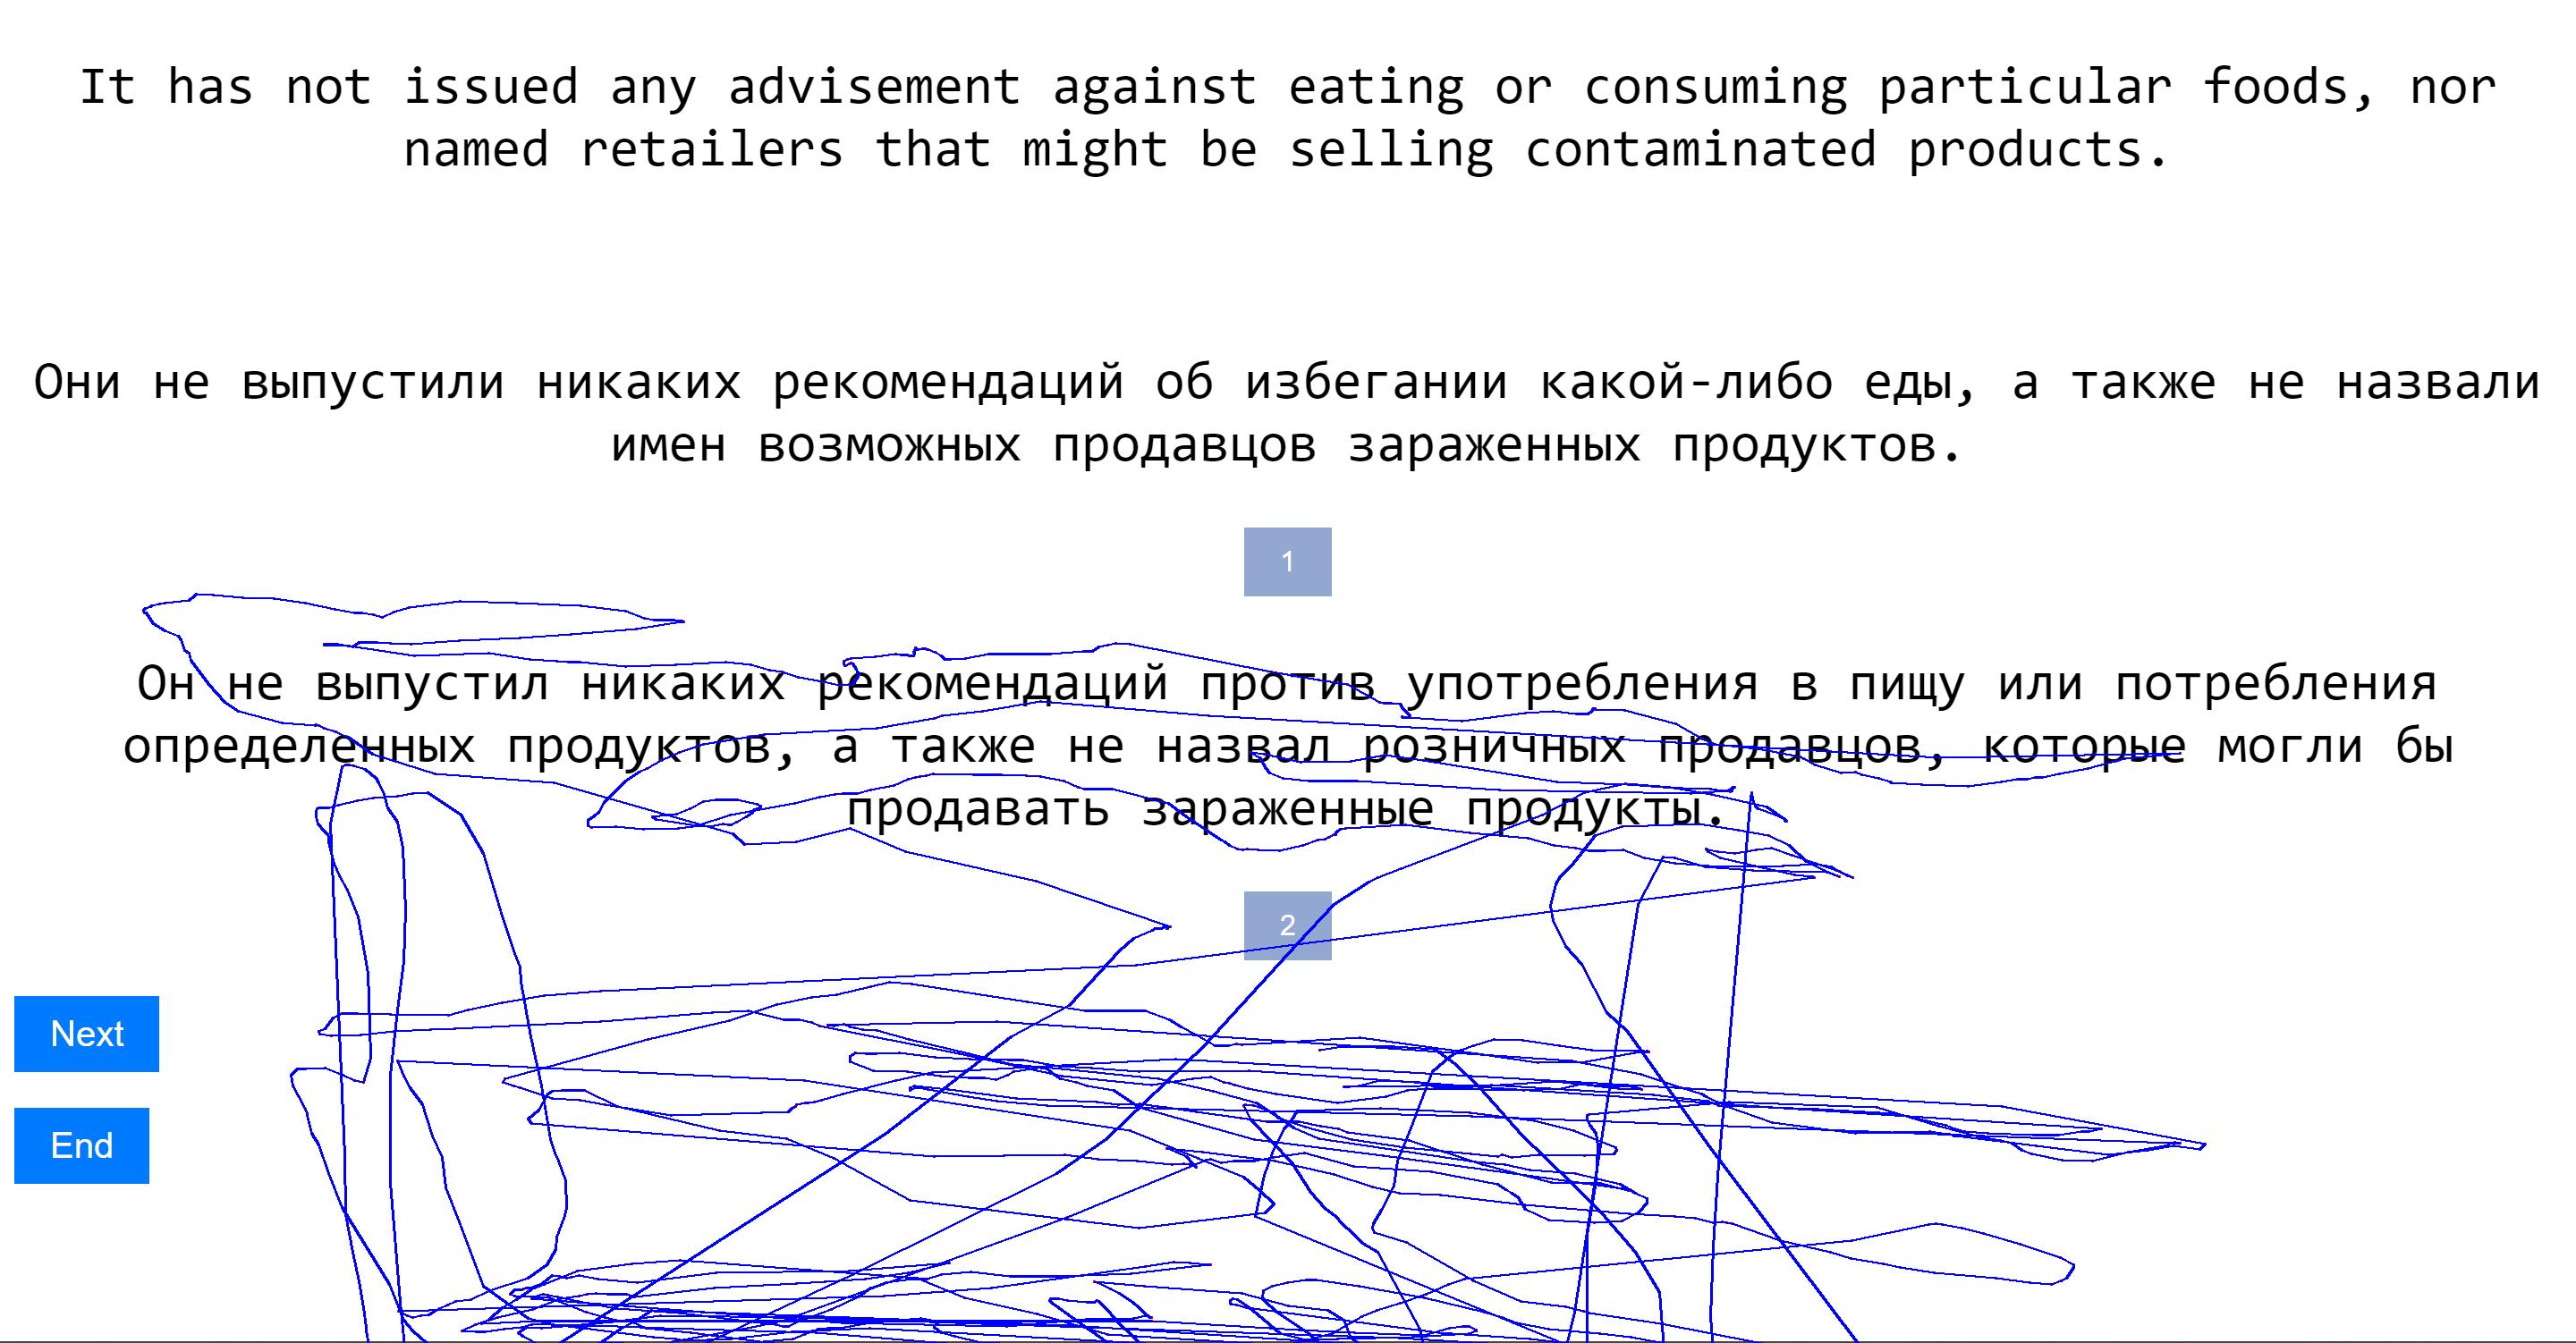 It has not issued any advisement against eating or consuming particular foods, nor
named retailers that might be selling contaminated products.
Они не выпустили никаких рекомендаций об избегании какой-либо еды, а также не назвали
имен возможных продавцов зараженных продуктов.
1
Он не выпустил никаких рекомендаций против употребления в пищу или потребления
определенных продуктов, а также не назвал розничных продавцов, которые могли бы
продавать зараженные продукты.
2
Next
End